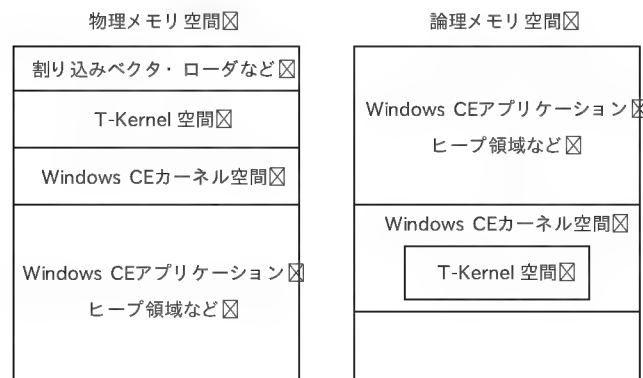 物理メモリ空間
割り込みベクタ・ローダなど
T-Kernel 空間
Windows CEカーネル空間
Windows CEアプリケーション
ヒープ領域など
論理メモリ空間
Windows CEアプリケーション
ヒープ領域など
Windows CEカーネル空間
T-Kernel 空間